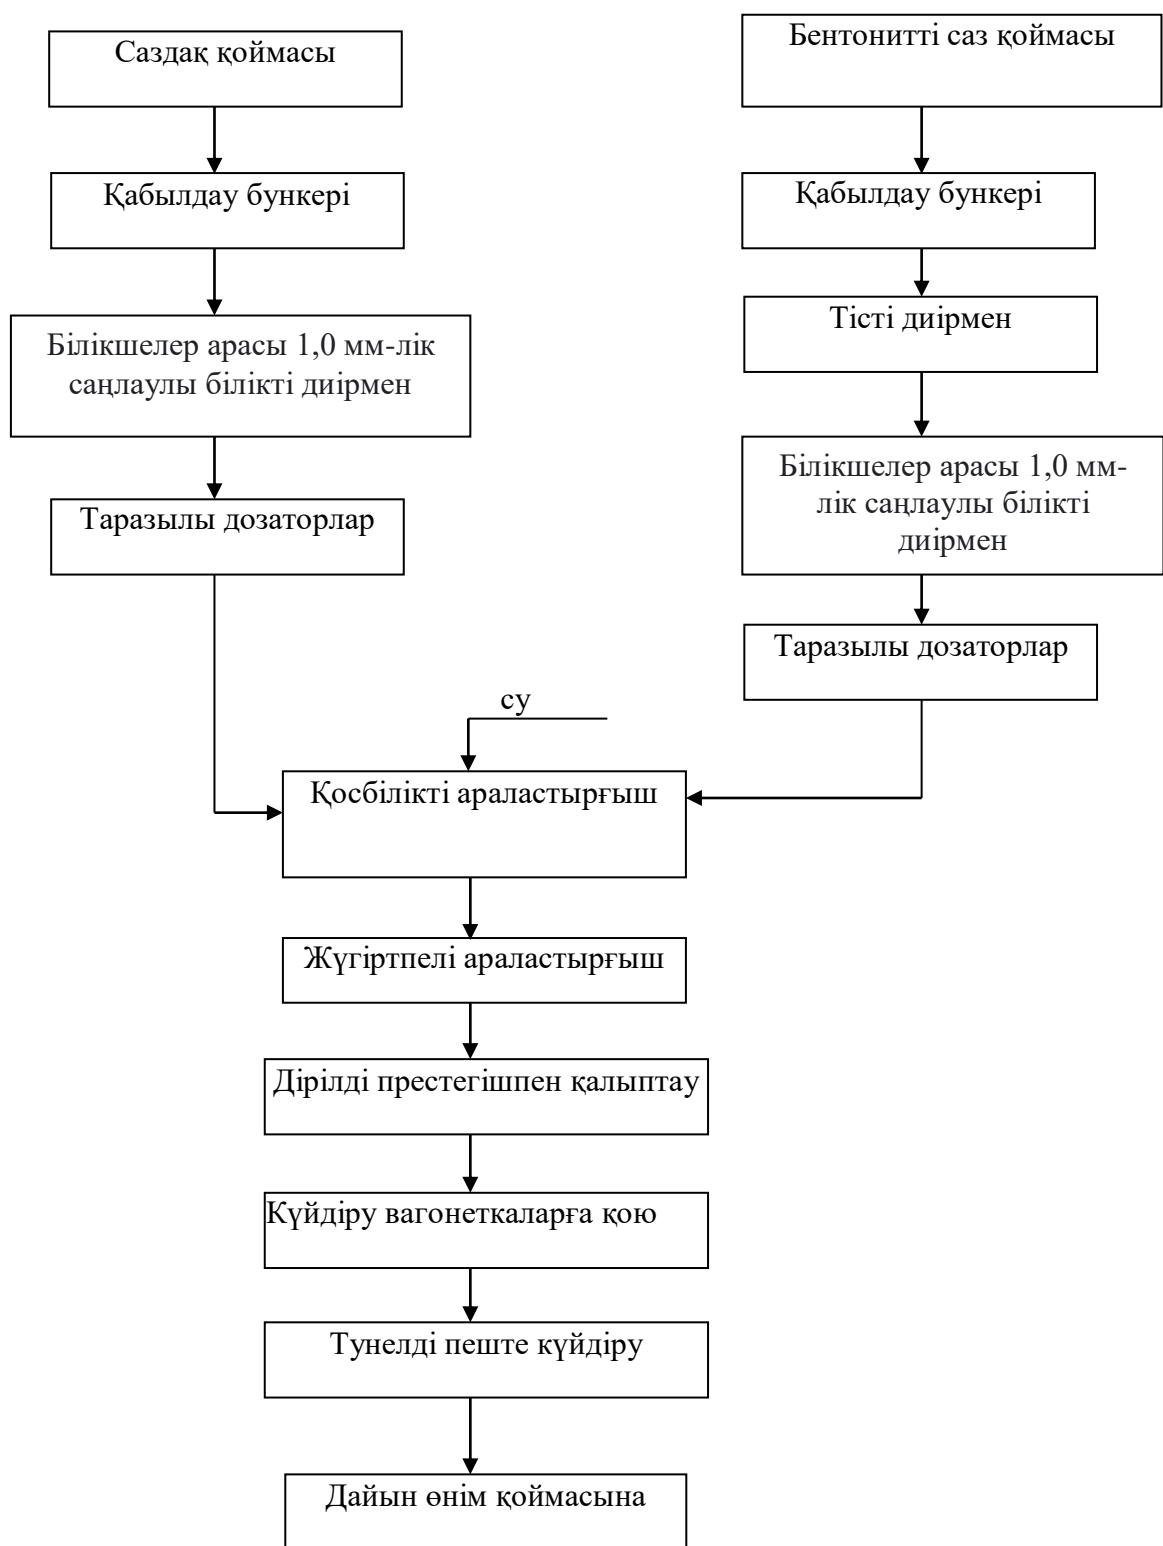 Саздақ қоймасы
Бентонитті саз қоймасы
Қабылдау бункері
Қабылдау бункері
Тісті диірмен
Білікшелер арасы 1,0 мм-лік
саңлаулы білікті диірмен
Білікшелер арасы 1,0 мм-
лік саңлаулы білікті
диірмен
Таразылы дозаторлар
Таразылы дозаторлар
су
Қосбілікті араластырғыш
Жүгіртпелі араластырғыш
Дірілді престегішпен қалыптау
Күйдіру вагонеткаларға қою
Тунелді пеште күйдіру
Дайын өнім қоймасына